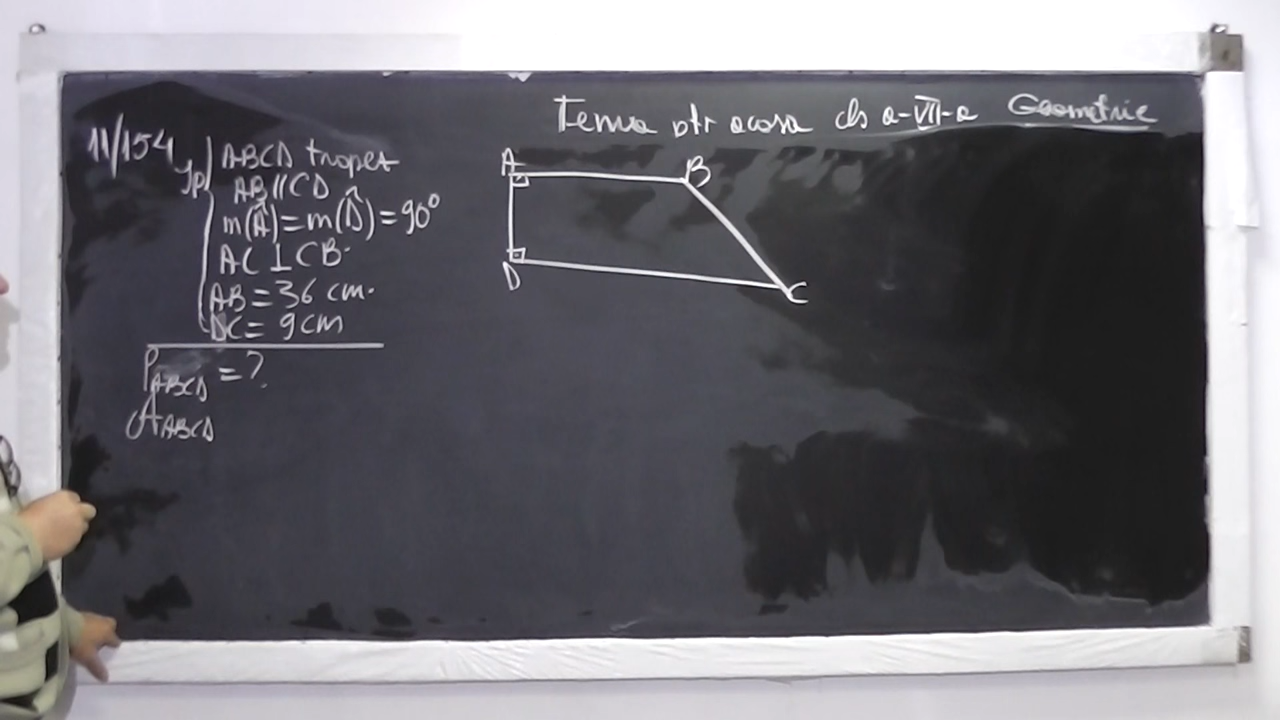 Tema ptr acasa cls a-VII-a Geometrie
11/154
Ip
ABCD trapez
AB || CD
m(Â)=m(D̂)=90°
AC ⊥ CB.
AB = 36 cm.
DC = 9 cm
P_ABCD = ?
A_ABCD
A
B
D
C